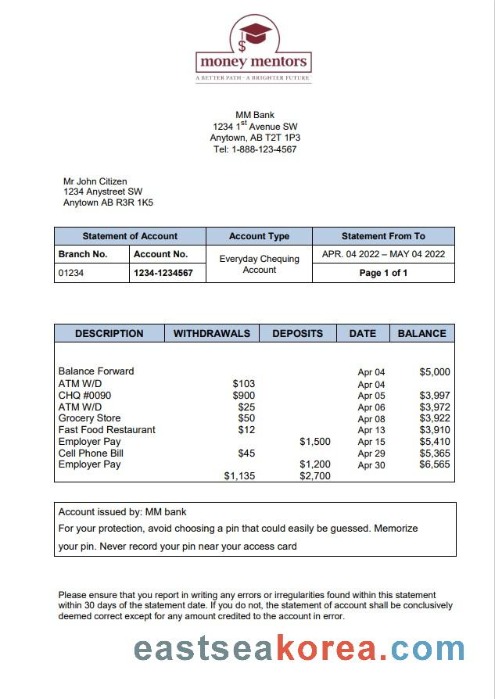 $
money mentors
A BETTER PATH · A BRIGHTER FUTURE
MM Bank
1234 1st Avenue SW
Anytown, AB T2T 1P3
Tel: 1-888-123-4567
Mr John Citizen
1234 Anystreet SW
Anytown AB R3R 1K5
Statement of Account Account Type Statement From To
Branch No. Account No. Everyday Chequing Account APR. 04 2022 – MAY 04 2022
01234 1234-1234567 Page 1 of 1
DESCRIPTION WITHDRAWALS DEPOSITS DATE BALANCE
Balance Forward Apr 04 $5,000
ATM W/D $103 Apr 04
CHQ #0090 $900 Apr 05 $3,997
ATM W/D $25 Apr 06 $3,972
Grocery Store $50 Apr 08 $3,922
Fast Food Restaurant $12 Apr 13 $3,910
Employer Pay $1,500 Apr 15 $5,410
Cell Phone Bill $45 Apr 29 $5,365
Employer Pay $1,200 Apr 30 $6,565
$1,135 $2,700
Account issued by: MM bank
For your protection, avoid choosing a pin that could easily be guessed. Memorize
your pin. Never record your pin near your access card
Please ensure that you report in writing any errors or irregularities found within this statement
within 30 days of the statement date. If you do not, the statement of account shall be conclusively
deemed correct except for any amount credited to the account in error.
eastseakorea.com